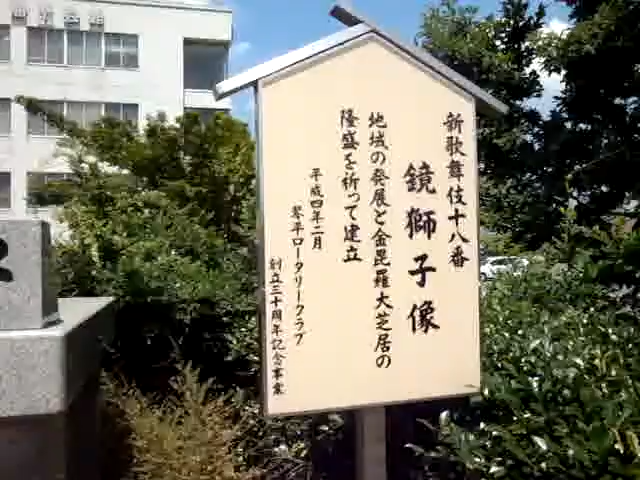 新歌舞伎十八番
鏡獅子像
地域の発展と金毘羅大芝居の
隆盛を祈って建立
平成四年二月
琴平ロータリークラブ
創立三十周年記念事業